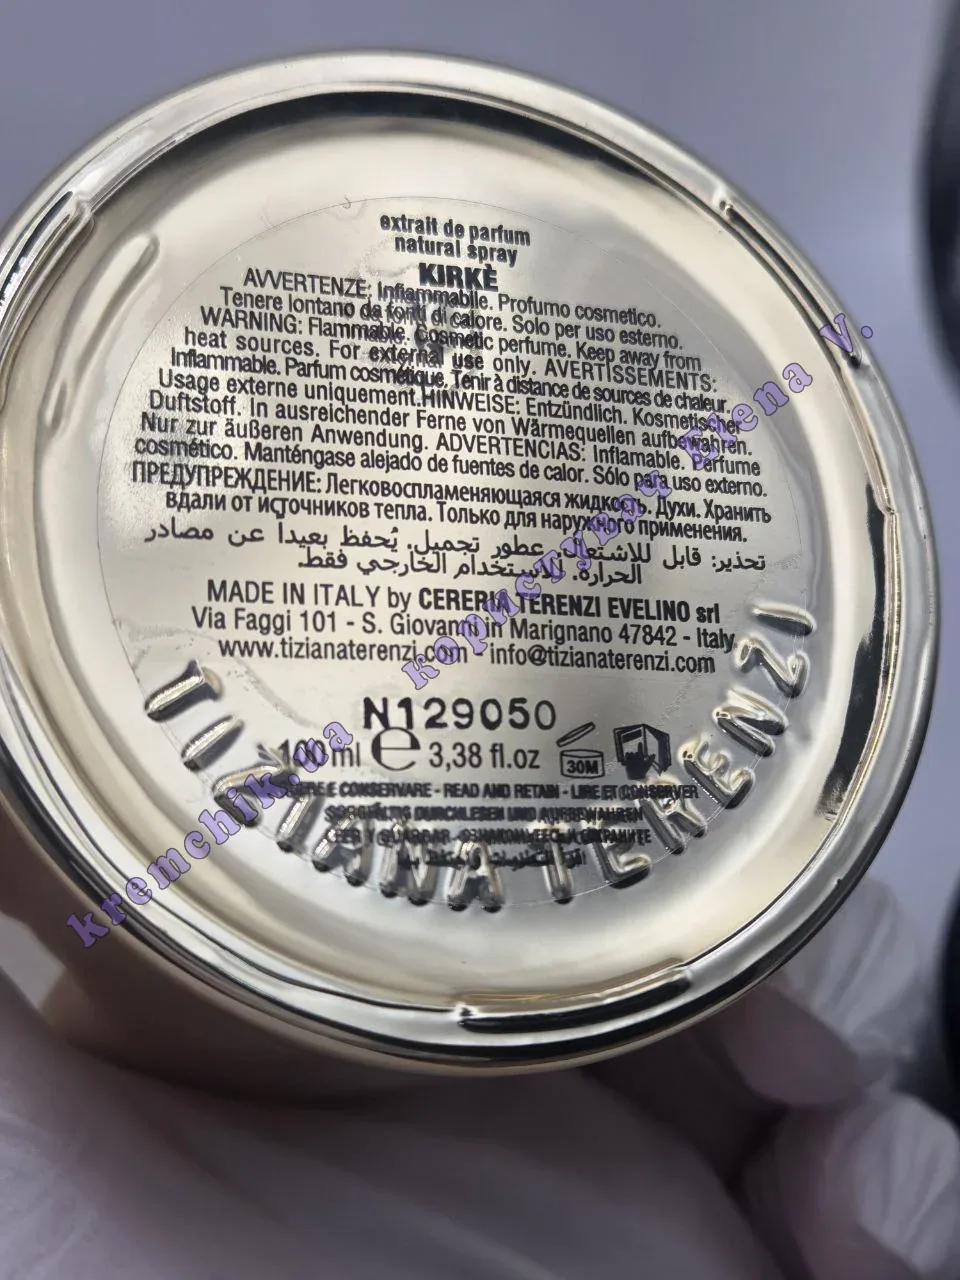 extrait de parfum
natural spray
KIRKÈ
AVVERTENZE: Infiammabile. Profumo cosmetico.
Tenere lontano da fonti di calore. Solo per uso esterno.
WARNING: Flammable. Cosmetic perfume. Keep away from
heat sources. For external use only. AVERTISSEMENTS:
Inflammable. Parfum cosmétique. Tenir à distance de sources de chaleur.
Usage externe uniquement.HINWEISE: Entzündlich. Kosmetischer
Duftstoff. In ausreichender Ferne von Wärmequellen aufbewahren.
Nur zur äußeren Anwendung. ADVERTENCIAS: Inflamable. Perfume
cosmético. Manténgase alejado de fuentes de calor. Sólo para uso externo.
ПРЕДУПРЕЖДЕНИЕ: Легковоспламеняющаяся жидкость. Духи. Хранить
вдали от источников тепла. Только для наружного применения.
تحذير: قابل للاشتعال. عطور تجميل. يُحفظ بعيداً عن مصادر
الحرارة. للاستخدام الخارجي فقط.
MADE IN ITALY by CERERIA TERENZI EVELINO srl
Via Faggi 101 - S. Giovanni in Marignano 47842 - Italy
www.tizianaterenzi.com - info@tizianaterenzi.com
N129050
100 ml e 3,38 fl.oz
30M
E CONSERVARE - READ AND RETAIN - LIRE ET CONSERVER
DURCHLESEN UND AUFBEWAHREN
LEER Y GUARDAR -
TIZIANA TERENZI
kremchik.ua користувач Elena V.